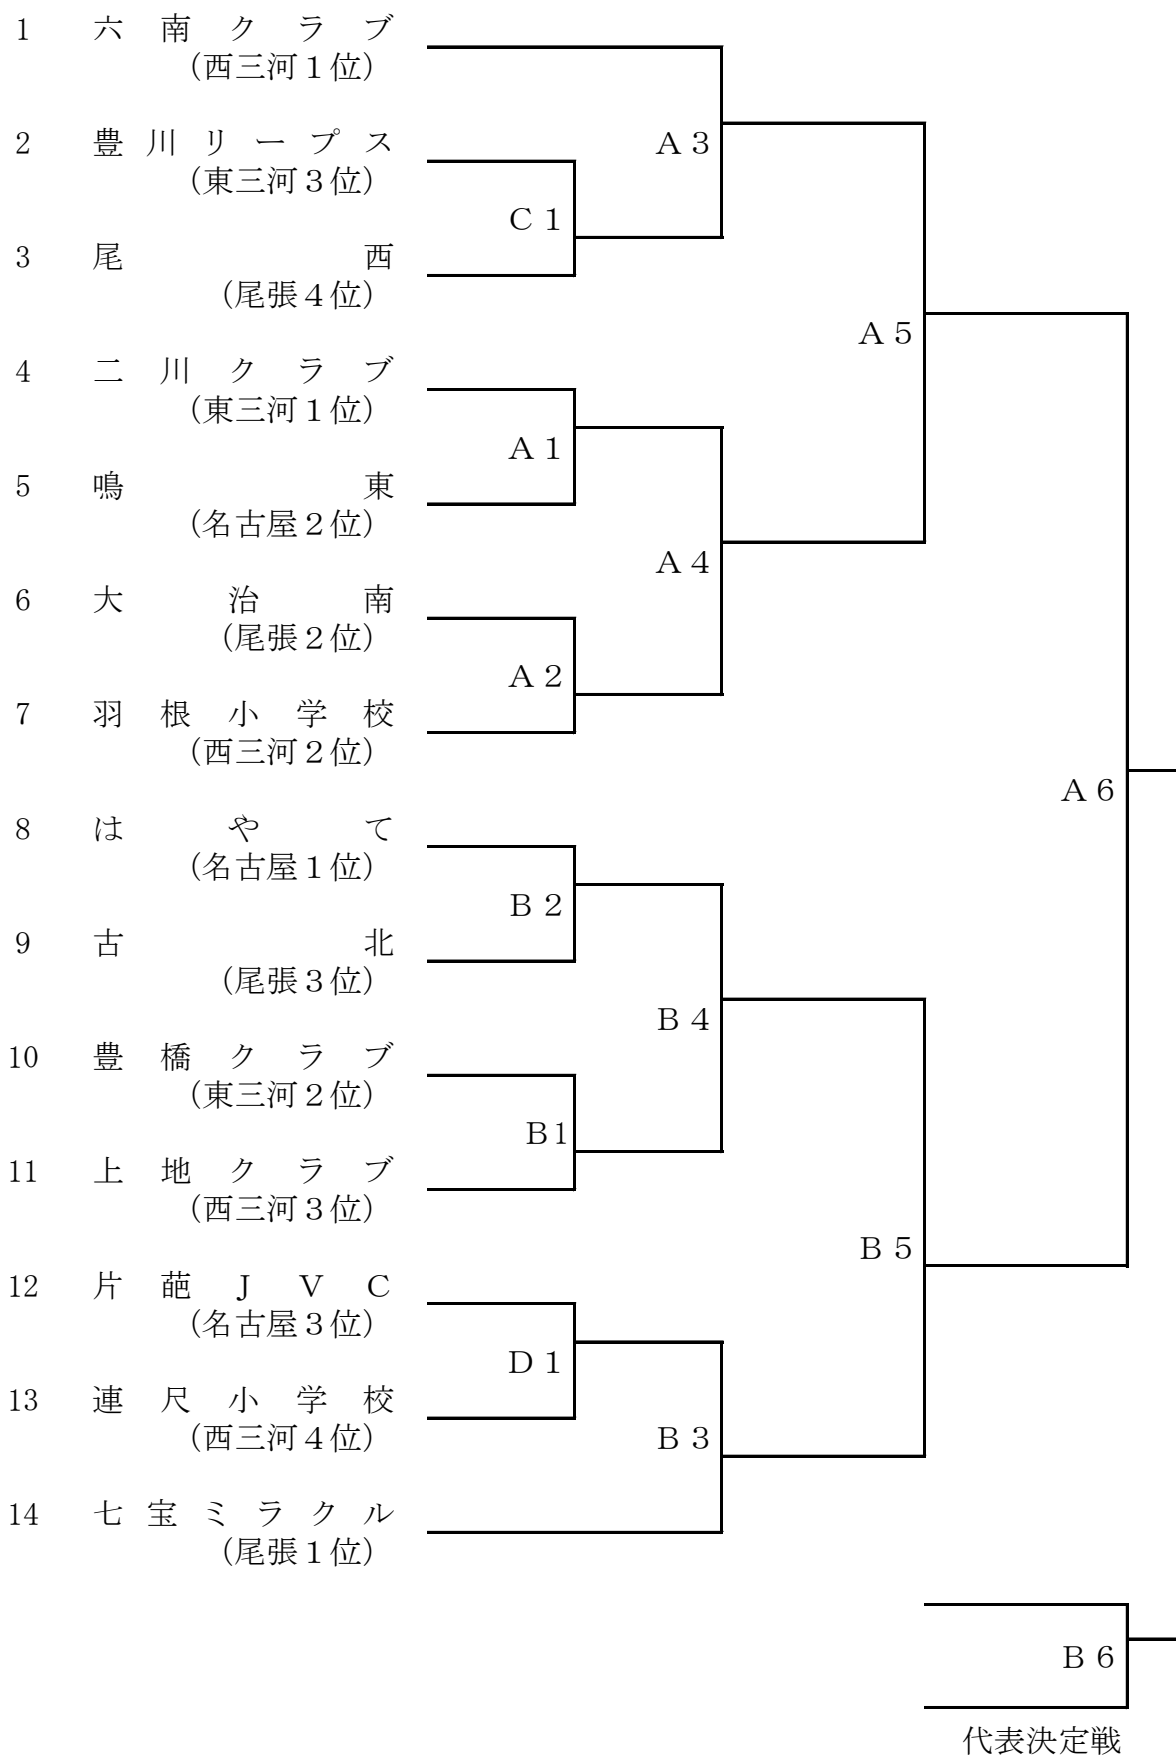 1 六南クラブ
（西三河１位）
2 豊川リープス
（東三河３位）
Ａ３
Ｃ１
3 尾西
（尾張４位）
Ａ５
4 二川クラブ
（東三河１位）
Ａ１
5 鳴東
（名古屋２位）
Ａ４
6 大治南
（尾張２位）
Ａ２
7 羽根小学校
（西三河２位）
Ａ６
8 はやて
（名古屋１位）
Ｂ２
9 古北
（尾張３位）
Ｂ４
10 豊橋クラブ
（東三河２位）
Ｂ1
11 上地クラブ
（西三河３位）
Ｂ５
12 片葩ＪＶＣ
（名古屋３位）
Ｄ１
13 連尺小学校
（西三河４位）
Ｂ３
14 七宝ミラクル
（尾張１位）
Ｂ６
代表決定戦